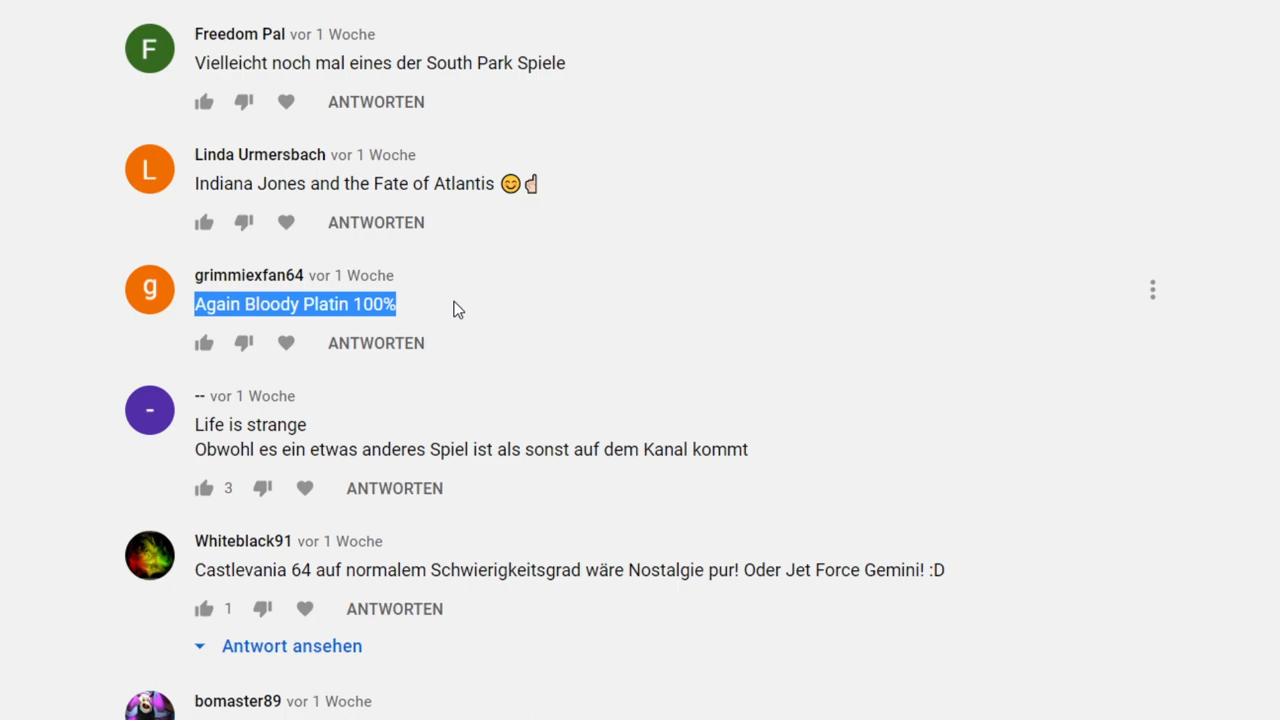 F
Freedom Pal vor 1 Woche
Vielleicht noch mal eines der South Park Spiele
ANTWORTEN
L
Linda Urmersbach vor 1 Woche
Indiana Jones and the Fate of Atlantis 😊☝🏻
ANTWORTEN
g
grimmiexfan64 vor 1 Woche
Again Bloody Platin 100%
ANTWORTEN
-
-- vor 1 Woche
Life is strange
Obwohl es ein etwas anderes Spiel ist als sonst auf dem Kanal kommt
3 ANTWORTEN
Whiteblack91 vor 1 Woche
Castlevania 64 auf normalem Schwierigkeitsgrad wäre Nostalgie pur! Oder Jet Force Gemini! :D
1 ANTWORTEN
Antwort ansehen
bomaster89 vor 1 Woche